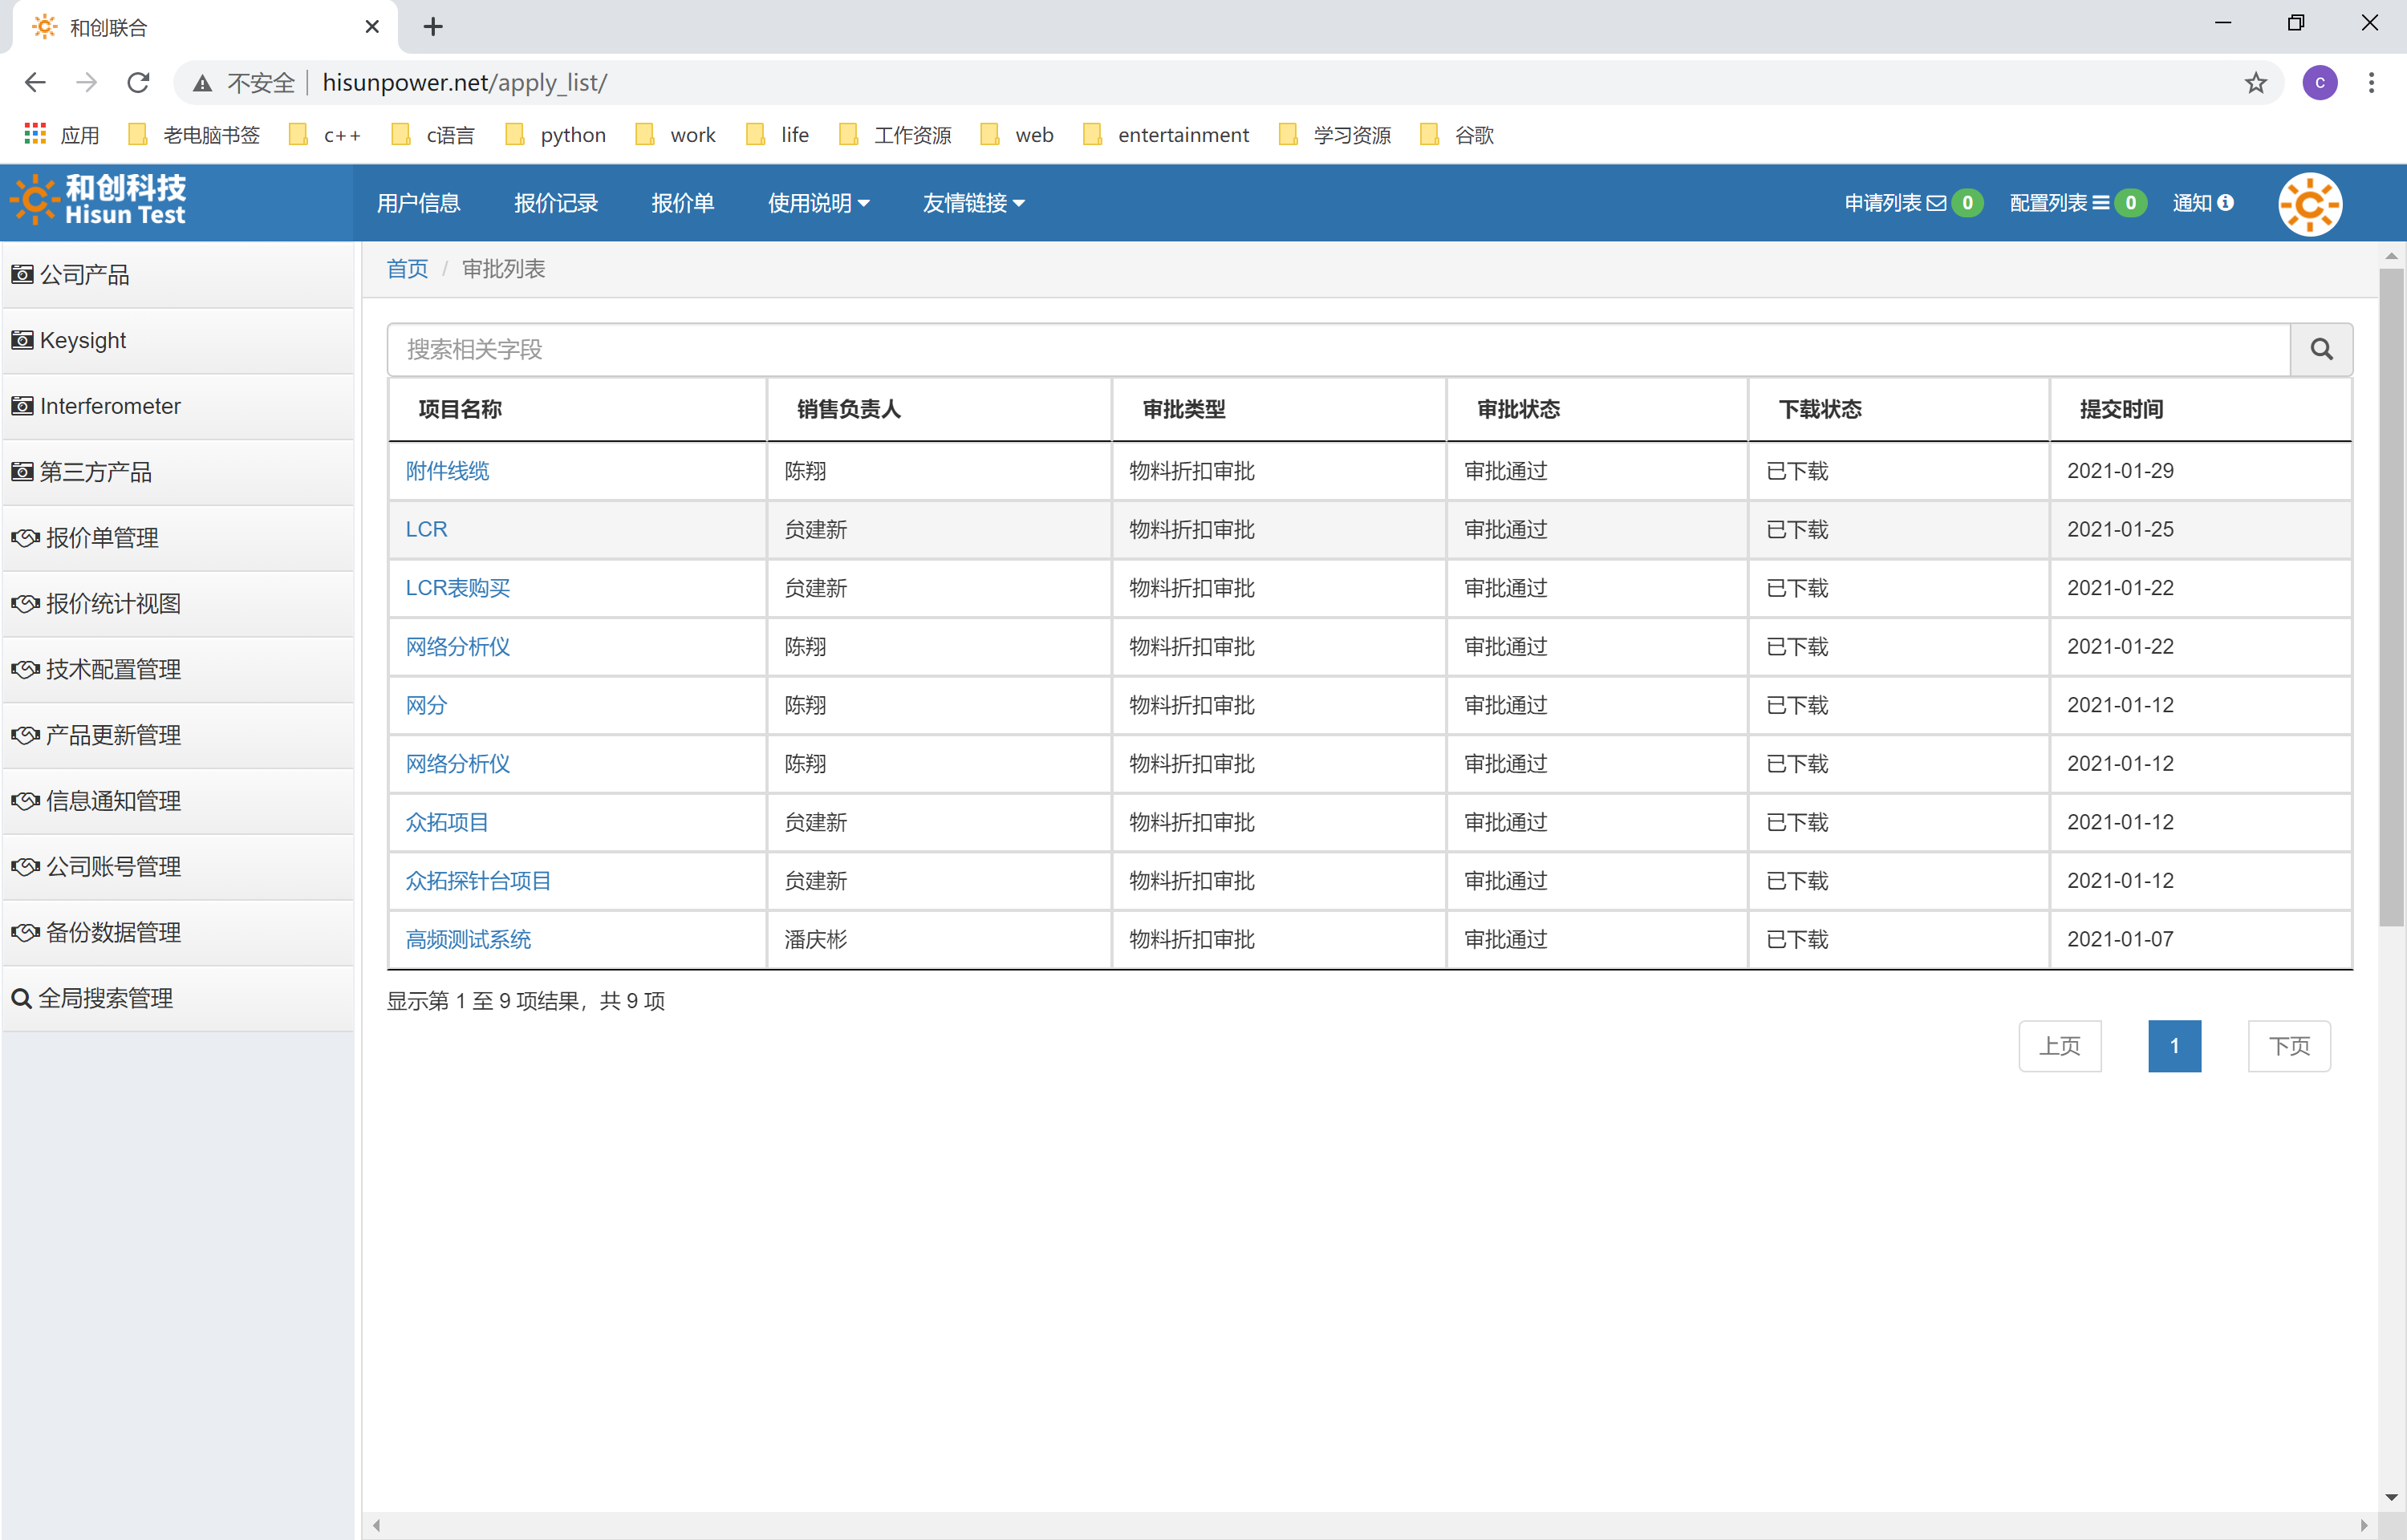 和创联合
不安全 hisunpower.net/apply_list/
C
应用 老电脑书签 c++ c语言 python work life 工作资源 web entertainment 学习资源 谷歌
和创科技
Hisun Test
用户信息 报价记录 报价单 使用说明 友情链接 申请列表 0 配置列表 0 通知
公司产品
Keysight
Interferometer
第三方产品
报价单管理
报价统计视图
技术配置管理
产品更新管理
信息通知管理
公司账号管理
备份数据管理
全局搜索管理
首页 / 审批列表
搜索相关字段
项目名称 销售负责人 审批类型 审批状态 下载状态 提交时间
附件线缆 陈翔 物料折扣审批 审批通过 已下载 2021-01-29
LCR 贠建新 物料折扣审批 审批通过 已下载 2021-01-25
LCR表购买 贠建新 物料折扣审批 审批通过 已下载 2021-01-22
网络分析仪 陈翔 物料折扣审批 审批通过 已下载 2021-01-22
网分 陈翔 物料折扣审批 审批通过 已下载 2021-01-12
网络分析仪 陈翔 物料折扣审批 审批通过 已下载 2021-01-12
众拓项目 贠建新 物料折扣审批 审批通过 已下载 2021-01-12
众拓探针台项目 贠建新 物料折扣审批 审批通过 已下载 2021-01-12
高频测试系统 潘庆彬 物料折扣审批 审批通过 已下载 2021-01-07
显示第 1 至 9 项结果，共 9 项
上页 1 下页